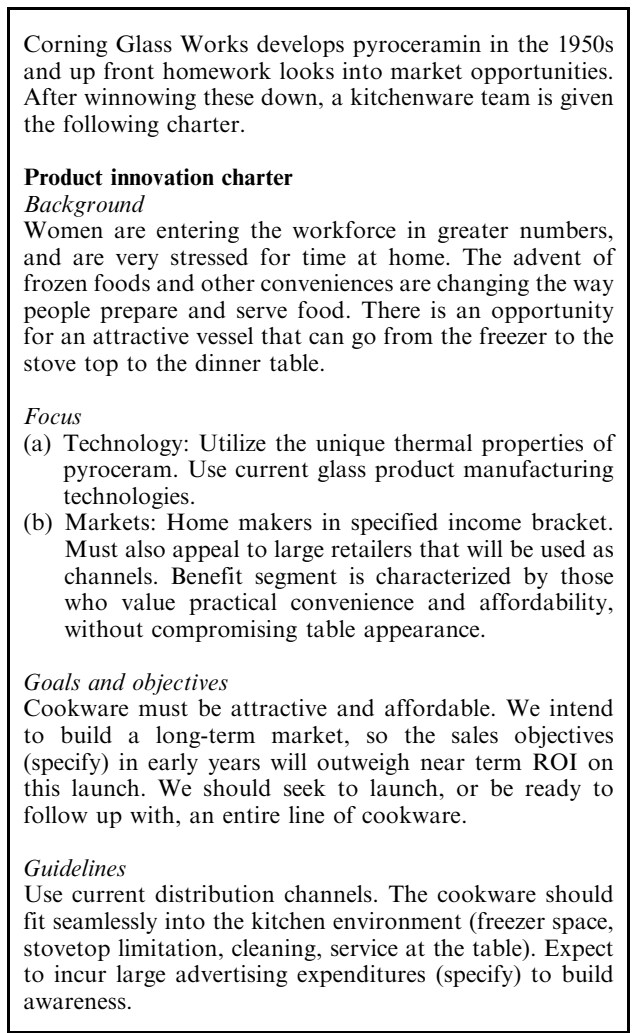 Corning Glass Works develops pyroceramin in the 1950s
and up front homework looks into market opportunities.
After winnowing these down, a kitchenware team is given
the following charter.
Product innovation charter
Background
Women are entering the workforce in greater numbers,
and are very stressed for time at home. The advent of
frozen foods and other conveniences are changing the way
people prepare and serve food. There is an opportunity
for an attractive vessel that can go from the freezer to the
stove top to the dinner table.
Focus
(a) Technology: Utilize the unique thermal properties of
pyroceram. Use current glass product manufacturing
technologies.
(b) Markets: Home makers in specified income bracket.
Must also appeal to large retailers that will be used as
channels. Benefit segment is characterized by those
who value practical convenience and affordability,
without compromising table appearance.
Goals and objectives
Cookware must be attractive and affordable. We intend
to build a long-term market, so the sales objectives
(specify) in early years will outweigh near term ROI on
this launch. We should seek to launch, or be ready to
follow up with, an entire line of cookware.
Guidelines
Use current distribution channels. The cookware should
fit seamlessly into the kitchen environment (freezer space,
stovetop limitation, cleaning, service at the table). Expect
to incur large advertising expenditures (specify) to build
awareness.